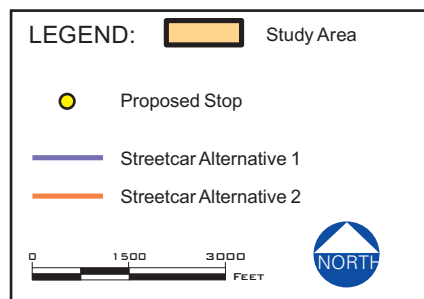 LEGEND: Study Area
Proposed Stop
Streetcar Alternative 1
Streetcar Alternative 2
0 1500 3000
FEET
NORTH